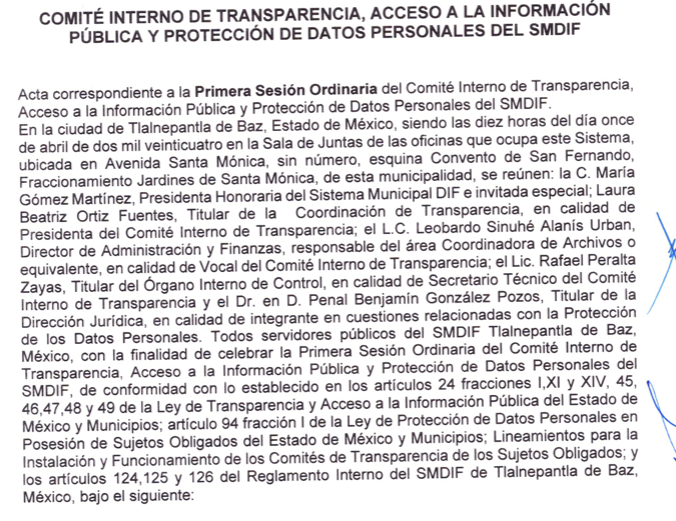 COMITÉ INTERNO DE TRANSPARENCIA, ACCESO A LA INFORMACIÓN
PÚBLICA Y PROTECCIÓN DE DATOS PERSONALES DEL SMDIF
Acta correspondiente a la Primera Sesión Ordinaria del Comité Interno de Transparencia,
Acceso a la Información Pública y Protección de Datos Personales del SMDIF.
En la ciudad de Tlalnepantla de Baz, Estado de México, siendo las diez horas del día once
de abril de dos mil veinticuatro en la Sala de Juntas de las oficinas que ocupa este Sistema,
ubicada en Avenida Santa Mónica, sin número, esquina Convento de San Fernando,
Fraccionamiento Jardines de Santa Mónica, de esta municipalidad, se reúnen: la C. María
Gómez Martínez, Presidenta Honoraria del Sistema Municipal DIF e invitada especial; Laura
Beatriz Ortiz Fuentes, Titular de la Coordinación de Transparencia, en calidad de
Presidenta del Comité Interno de Transparencia; el L.C. Leobardo Sinuhé Alanís Urban,
Director de Administración y Finanzas, responsable del área Coordinadora de Archivos o
equivalente, en calidad de Vocal del Comité Interno de Transparencia; el Lic. Rafael Peralta
Zayas, Titular del Órgano Interno de Control, en calidad de Secretario Técnico del Comité
Interno de Transparencia y el Dr. en D. Penal Benjamín González Pozos, Titular de la
Dirección Jurídica, en calidad de integrante en cuestiones relacionadas con la Protección
de los Datos Personales. Todos servidores públicos del SMDIF Tlalnepantla de Baz,
México, con la finalidad de celebrar la Primera Sesión Ordinaria del Comité Interno de
Transparencia, Acceso a la Información Pública y Protección de Datos Personales del
SMDIF, de conformidad con lo establecido en los artículos 24 fracciones I,XI y XIV, 45,
46,47,48 y 49 de la Ley de Transparencia y Acceso a la Información Pública del Estado de
México y Municipios; artículo 94 fracción I de la Ley de Protección de Datos Personales en
Posesión de Sujetos Obligados del Estado de México y Municipios; Lineamientos para la
Instalación y Funcionamiento de los Comités de Transparencia de los Sujetos Obligados; y
los artículos 124,125 y 126 del Reglamento Interno del SMDIF de Tlalnepantla de Baz,
México, bajo el siguiente: